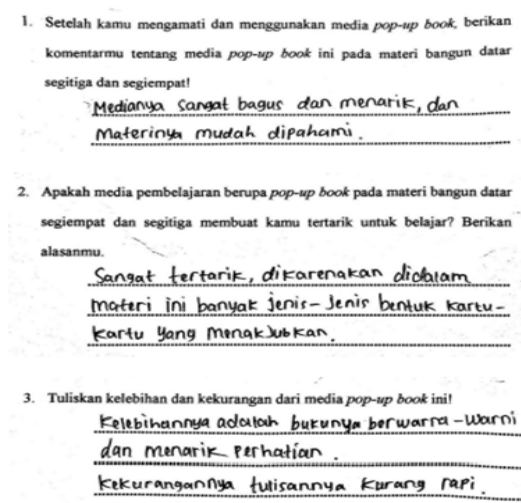 1. Setelah kamu mengamati dan menggunakan media pop-up book, berikan
komentarmu tentang media pop-up book ini pada materi bangun datar
segitiga dan segiempat!
Medianya sangat bagus dan menarik, dan
Materinya mudah dipahami.
2. Apakah media pembelajaran berupa pop-up book pada materi bangun datar
segiempat dan segitiga membuat kamu tertarik untuk belajar? Berikan
alasanmu.
Sangat tertarik, dikarenakan didalam
materi ini banyak jenis-Jenis bentuk kartu-
kartu yang menakJubkan.
3. Tuliskan kelebihan dan kekurangan dari media pop-up book ini!
Kelebihannya adalah bukunya berwarna-Warni
dan menarik perhatian.
Kekurangannya tulisannya kurang rapi.